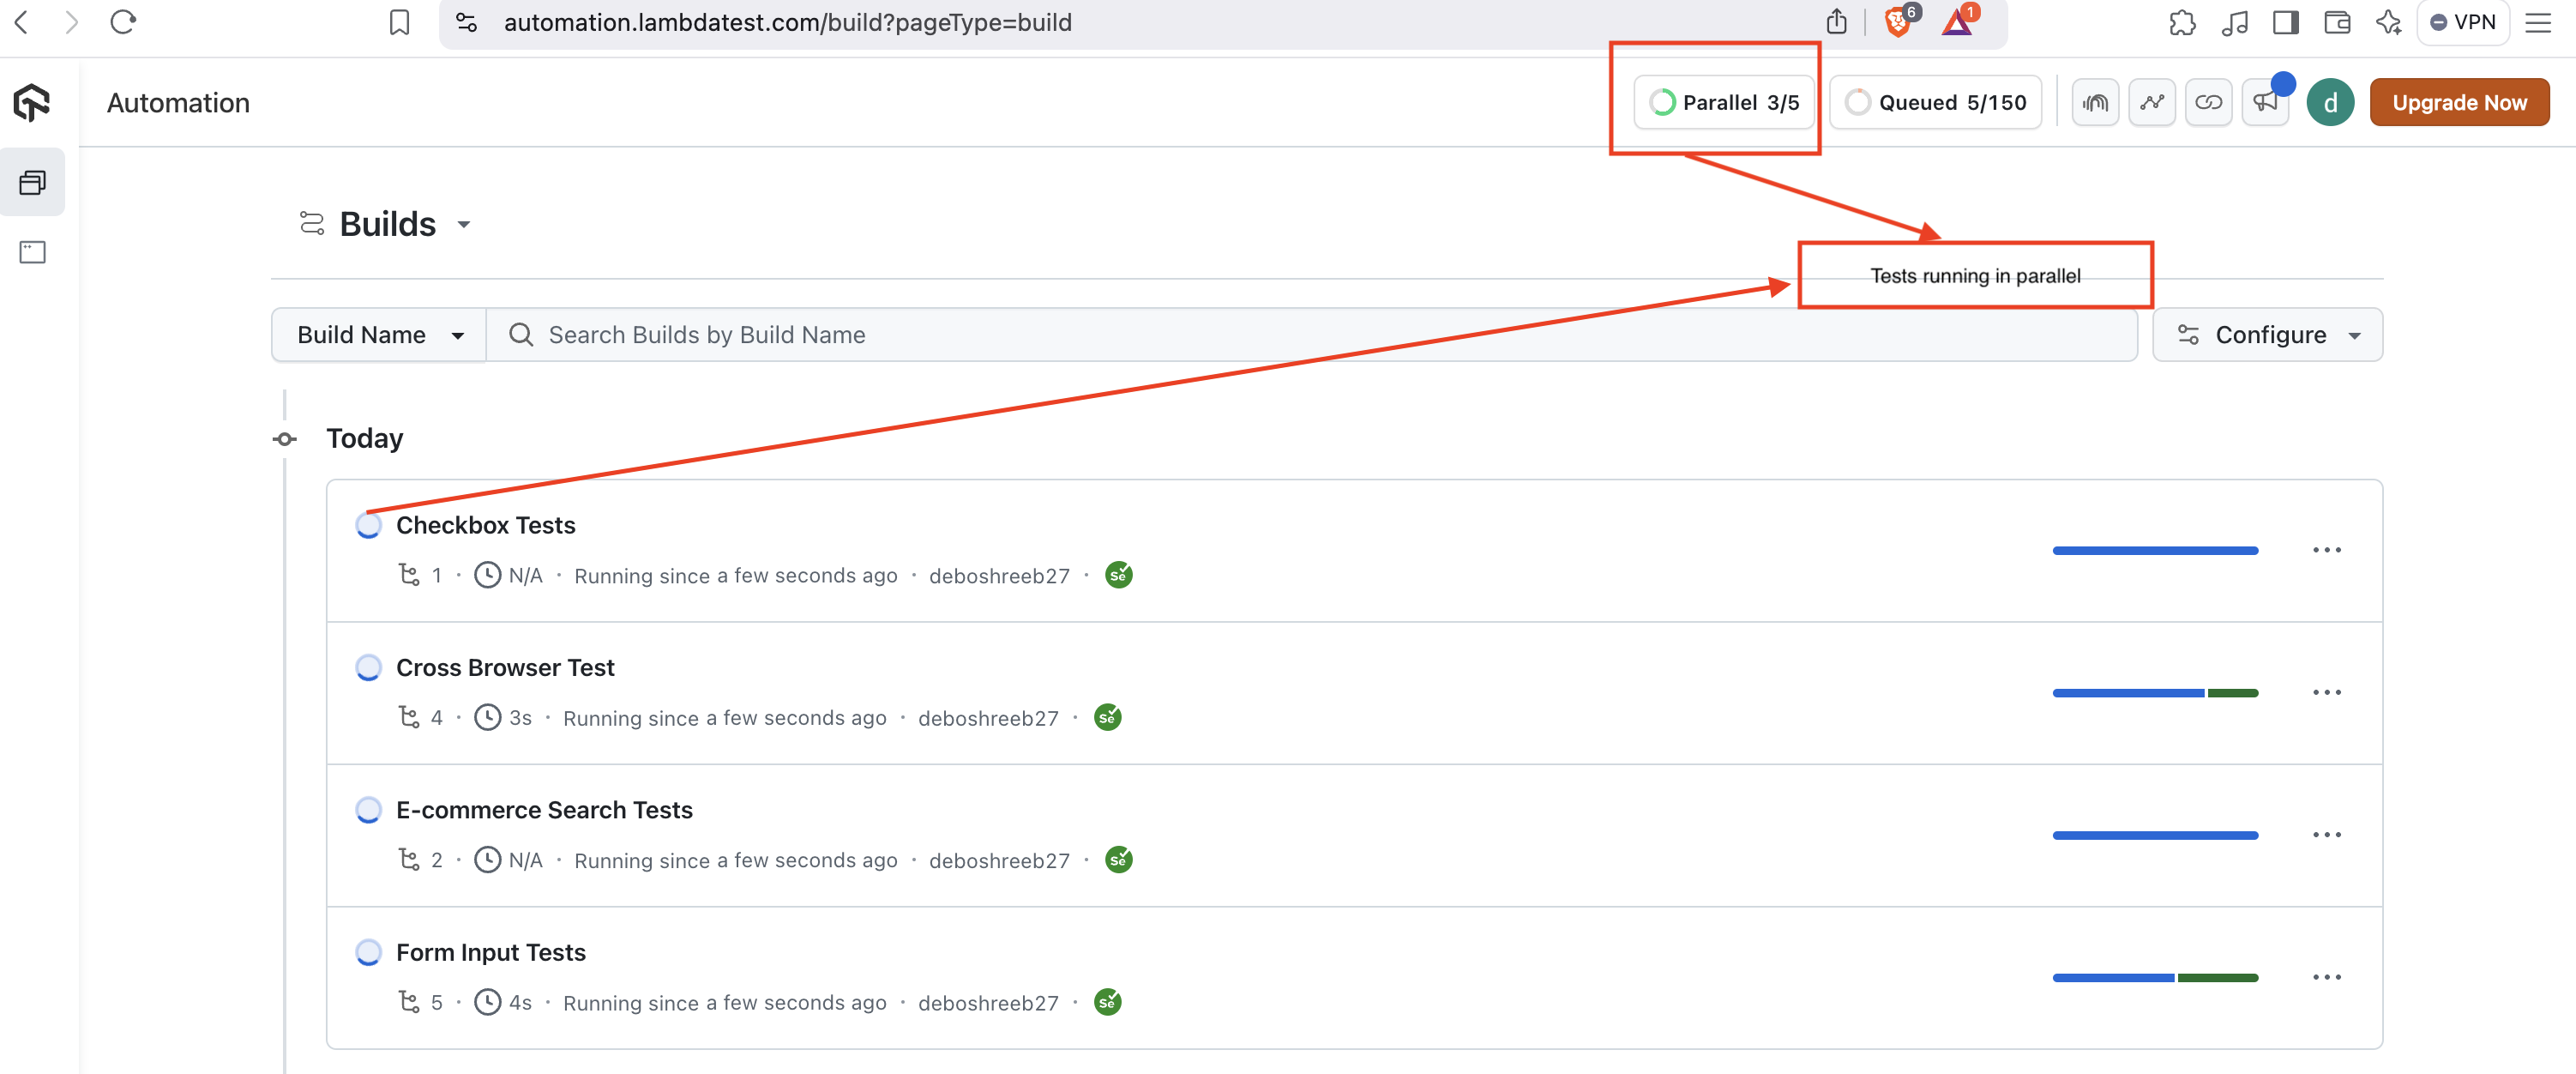 automation.lambdatest.com/build?pageType=build
6
1
VPN
Automation
Parallel 3/5
Queued 5/150
d
Upgrade Now
Builds
Tests running in parallel
Build Name
Search Builds by Build Name
Configure
Today
Checkbox Tests
1 · N/A · Running since a few seconds ago · deboshreeb27 · Se
Cross Browser Test
4 · 3s · Running since a few seconds ago · deboshreeb27 · Se
E-commerce Search Tests
2 · N/A · Running since a few seconds ago · deboshreeb27 · Se
Form Input Tests
5 · 4s · Running since a few seconds ago · deboshreeb27 · Se